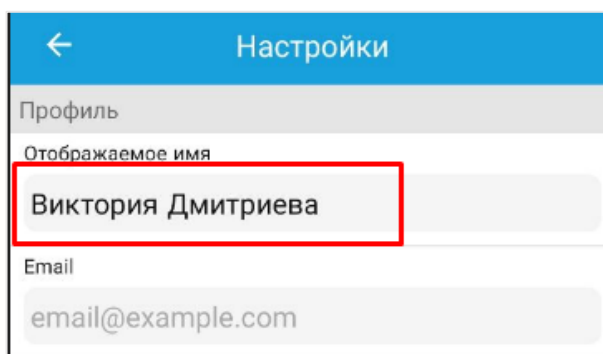 Настройки
Профиль
Отображаемое имя
Виктория Дмитриева
Email
email@example.com